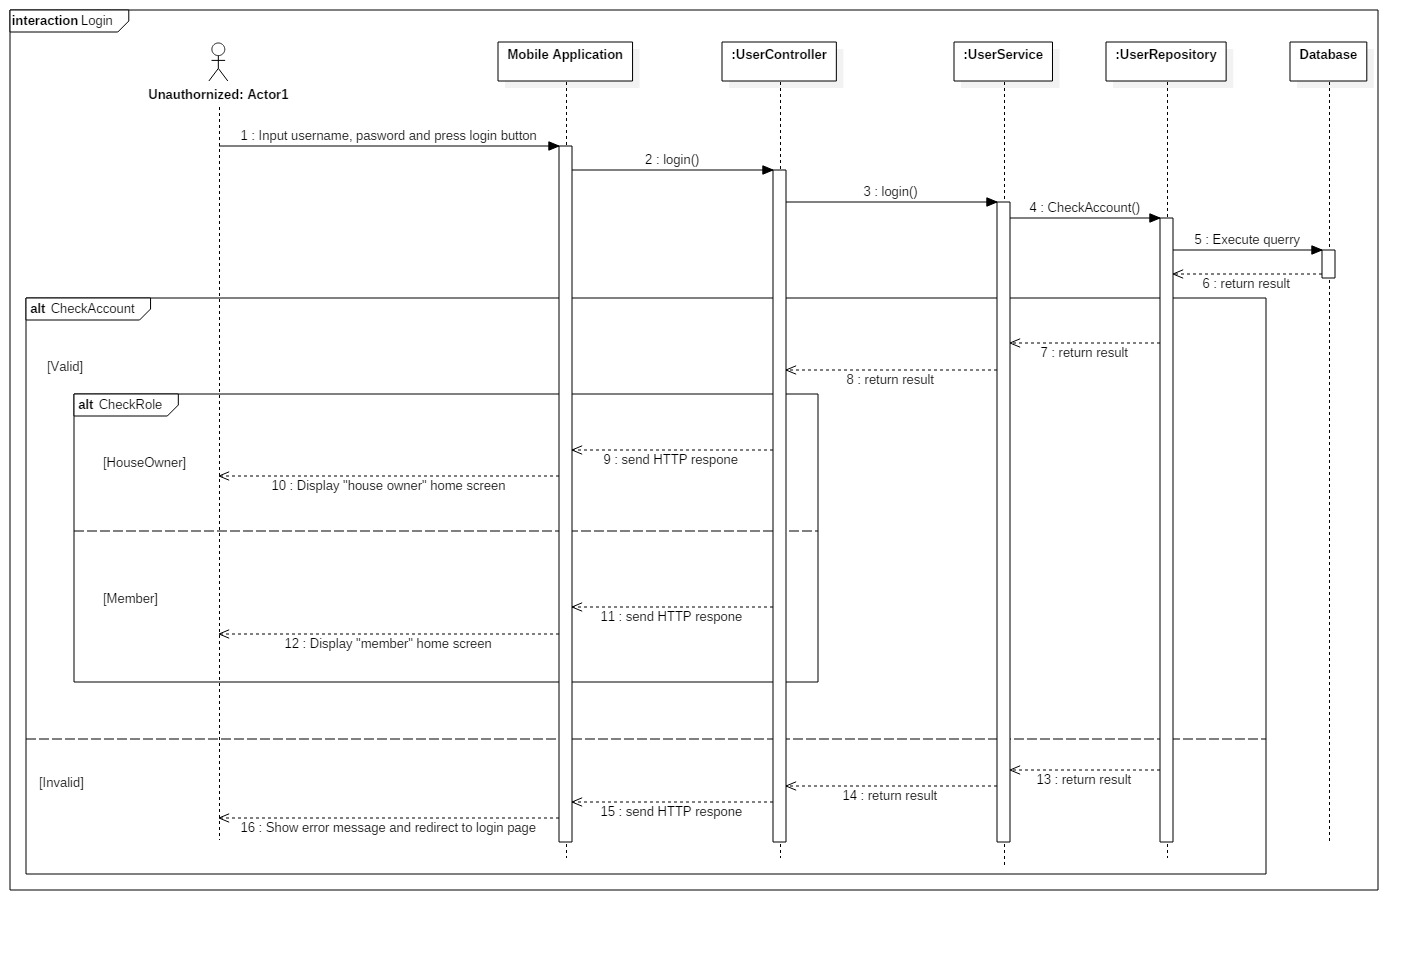 interaction Login
Unauthornized: Actor1
Mobile Application
:UserController
:UserService
:UserRepository
Database
1 : Input username, pasword and press login button
2 : login()
3 : login()
4 : CheckAccount()
5 : Execute querry
6 : return result
alt CheckAccount
7 : return result
[Valid]
8 : return result
alt CheckRole
[HouseOwner]
9 : send HTTP respone
10 : Display "house owner" home screen
[Member]
11 : send HTTP respone
12 : Display "member" home screen
[Invalid]
13 : return result
14 : return result
15 : send HTTP respone
16 : Show error message and redirect to login page